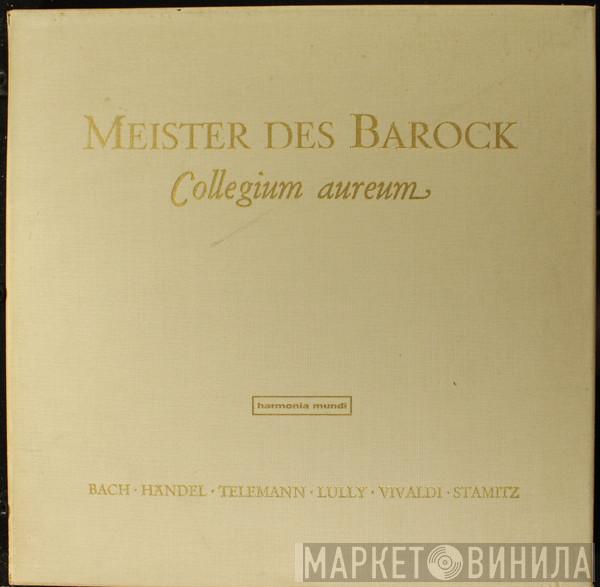 MEISTER DES BAROCK
Collegium aureum
harmonia mundi
BACH · HÄNDEL · TELEMANN · LULLY · VIVALDI · STAMITZ
МАРКЕТ ВИНИЛА